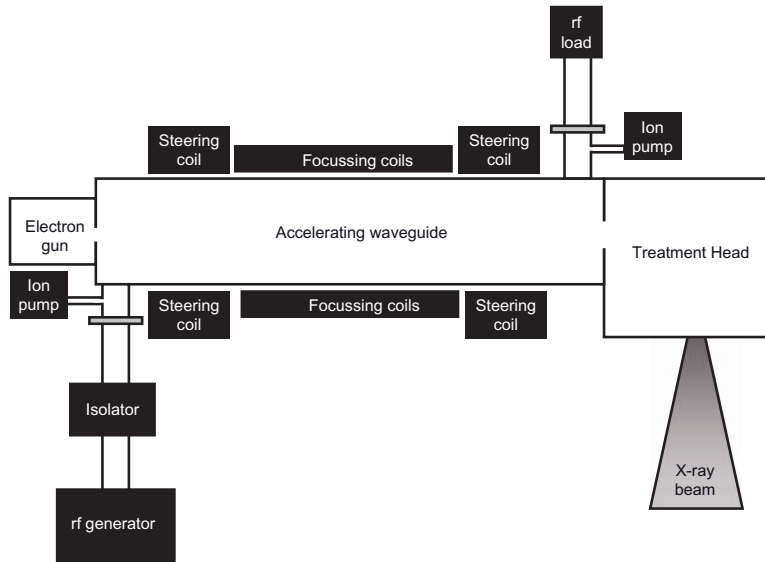 rf
load
Ion
pump
Steering
coil
Focussing coils
Steering
coil
Electron
gun
Accelerating waveguide
Treatment Head
Ion
pump
Steering
coil
Focussing coils
Steering
coil
Isolator
X-ray
beam
rf generator